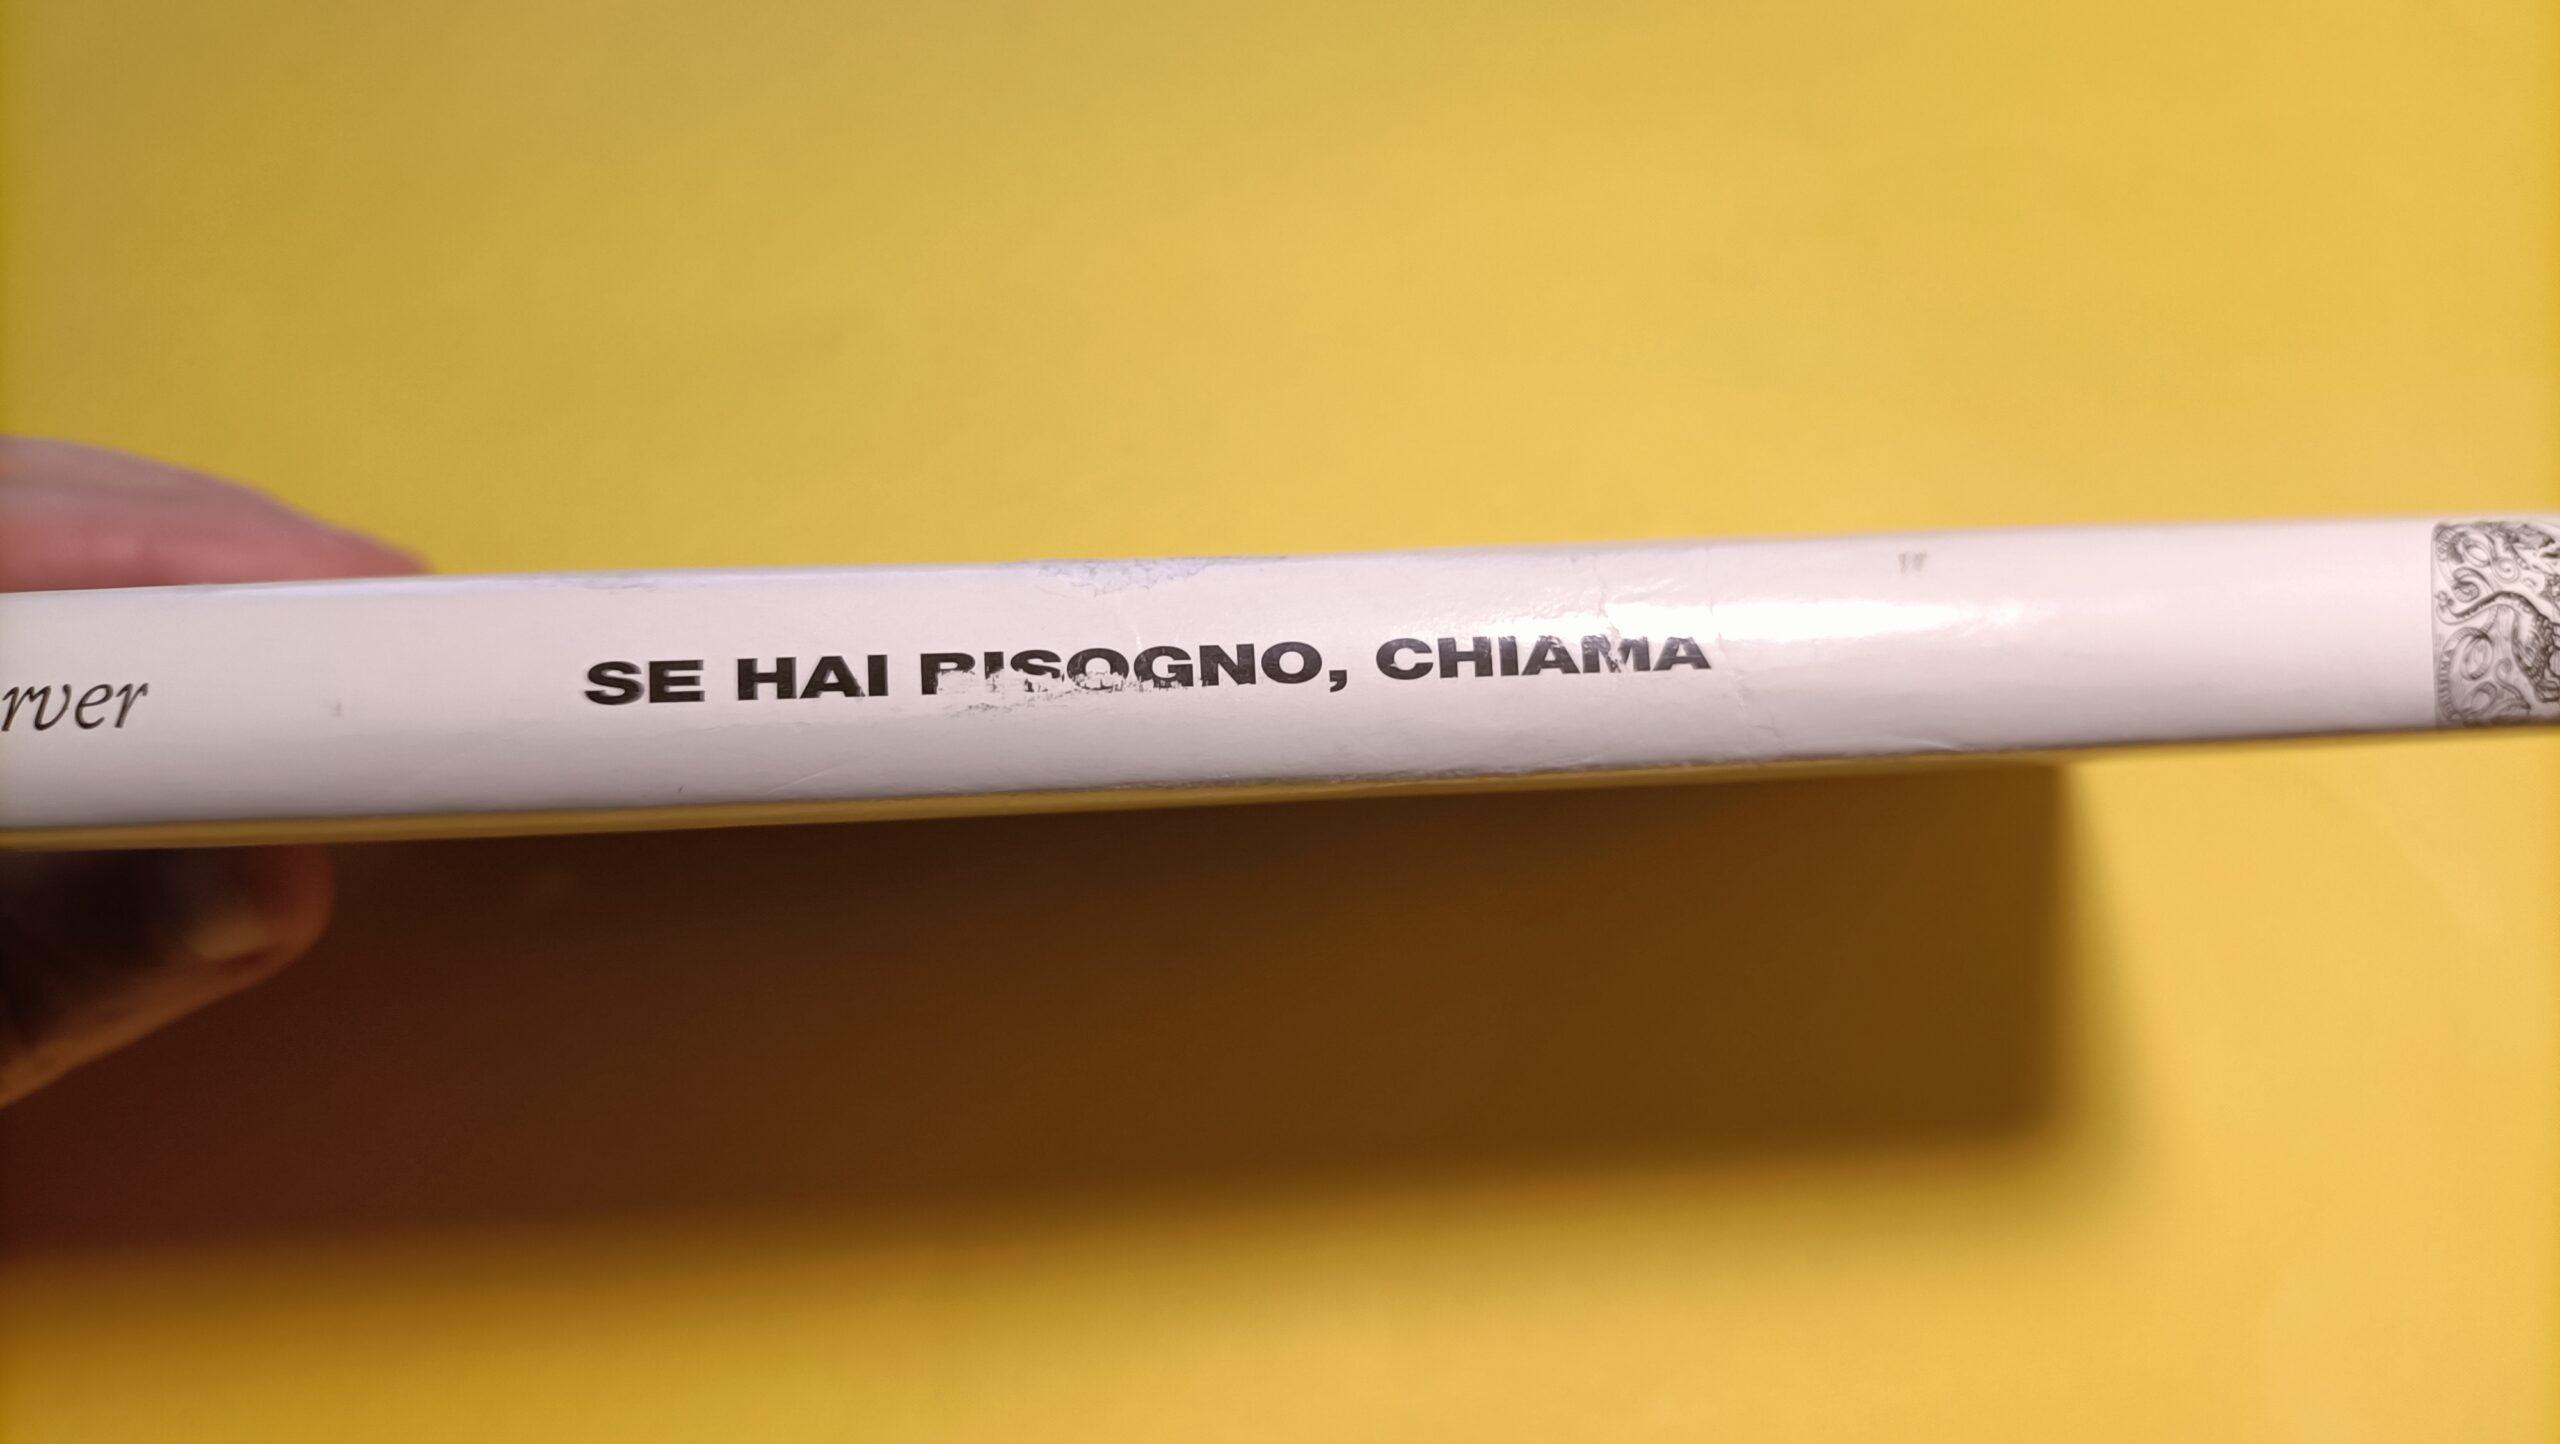 rver SE HAI BISOGNO, CHIAMA